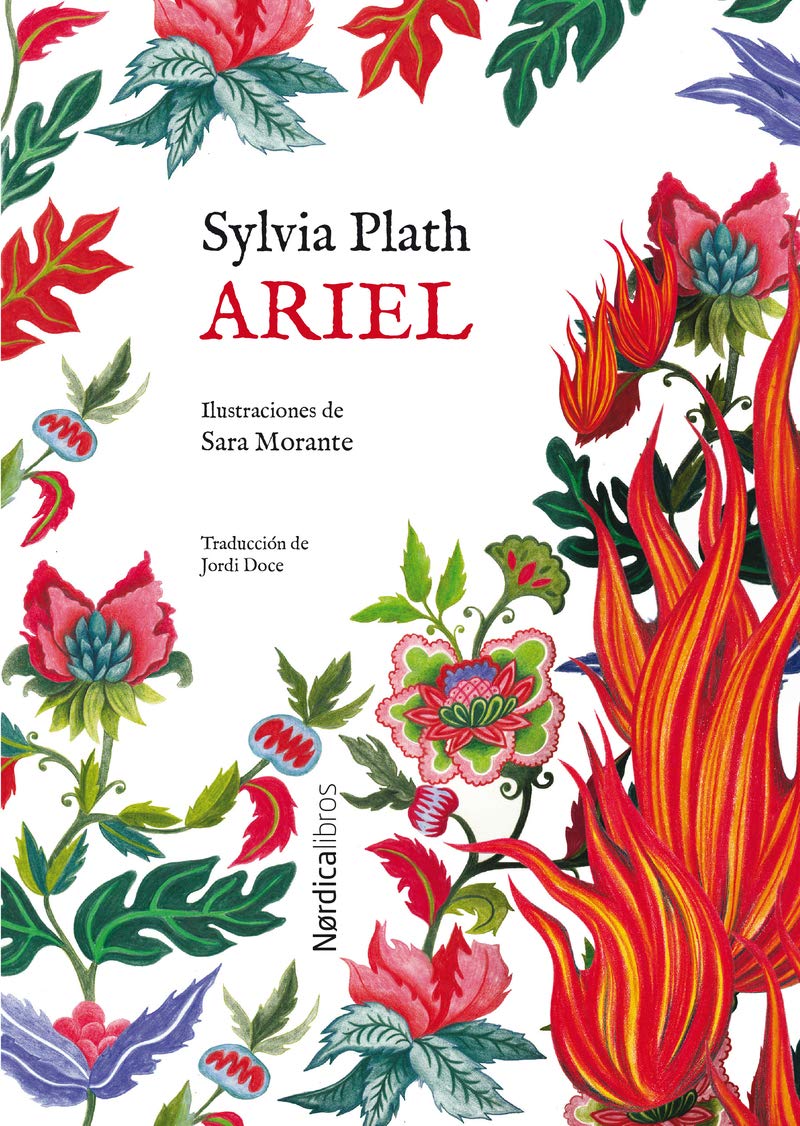 Sylvia Plath
ARIEL
Ilustraciones de
Sara Morante
Traducción de
Jordi Doce
Nørdicalibros